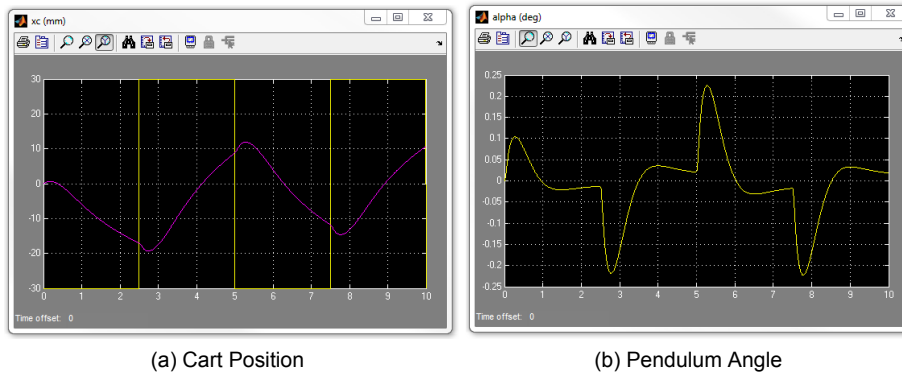 xc (mm)
30
20
10
0
-10
-20
-30
0 1 2 3 4 5 6 7 8 9 10
Time offset: 0
alpha (deg)
0.25
0.2
0.15
0.1
0.05
0
-0.05
-0.1
-0.15
-0.2
-0.25
0 1 2 3 4 5 6 7 8 9 10
Time offset: 0
(a) Cart Position
(b) Pendulum Angle